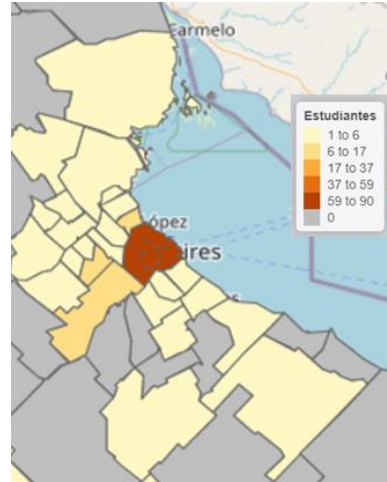 Carmelo
Estudiantes
1 to 6
6 to 17
17 to 37
37 to 59
59 to 90
0
ópez
ires